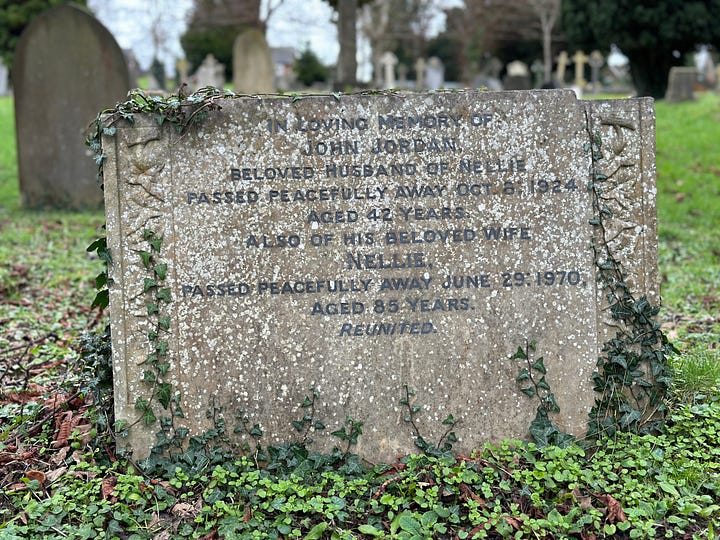 IN LOVING MEMORY OF
JOHN JORDAN.
BELOVED HUSBAND OF NELLIE
PASSED PEACEFULLY AWAY OCT. 8. 1924.
AGED 42 YEARS.
ALSO OF HIS BELOVED WIFE
NELLIE.
PASSED PEACEFULLY AWAY JUNE 29. 1970,
AGED 85 YEARS.
REUNITED.